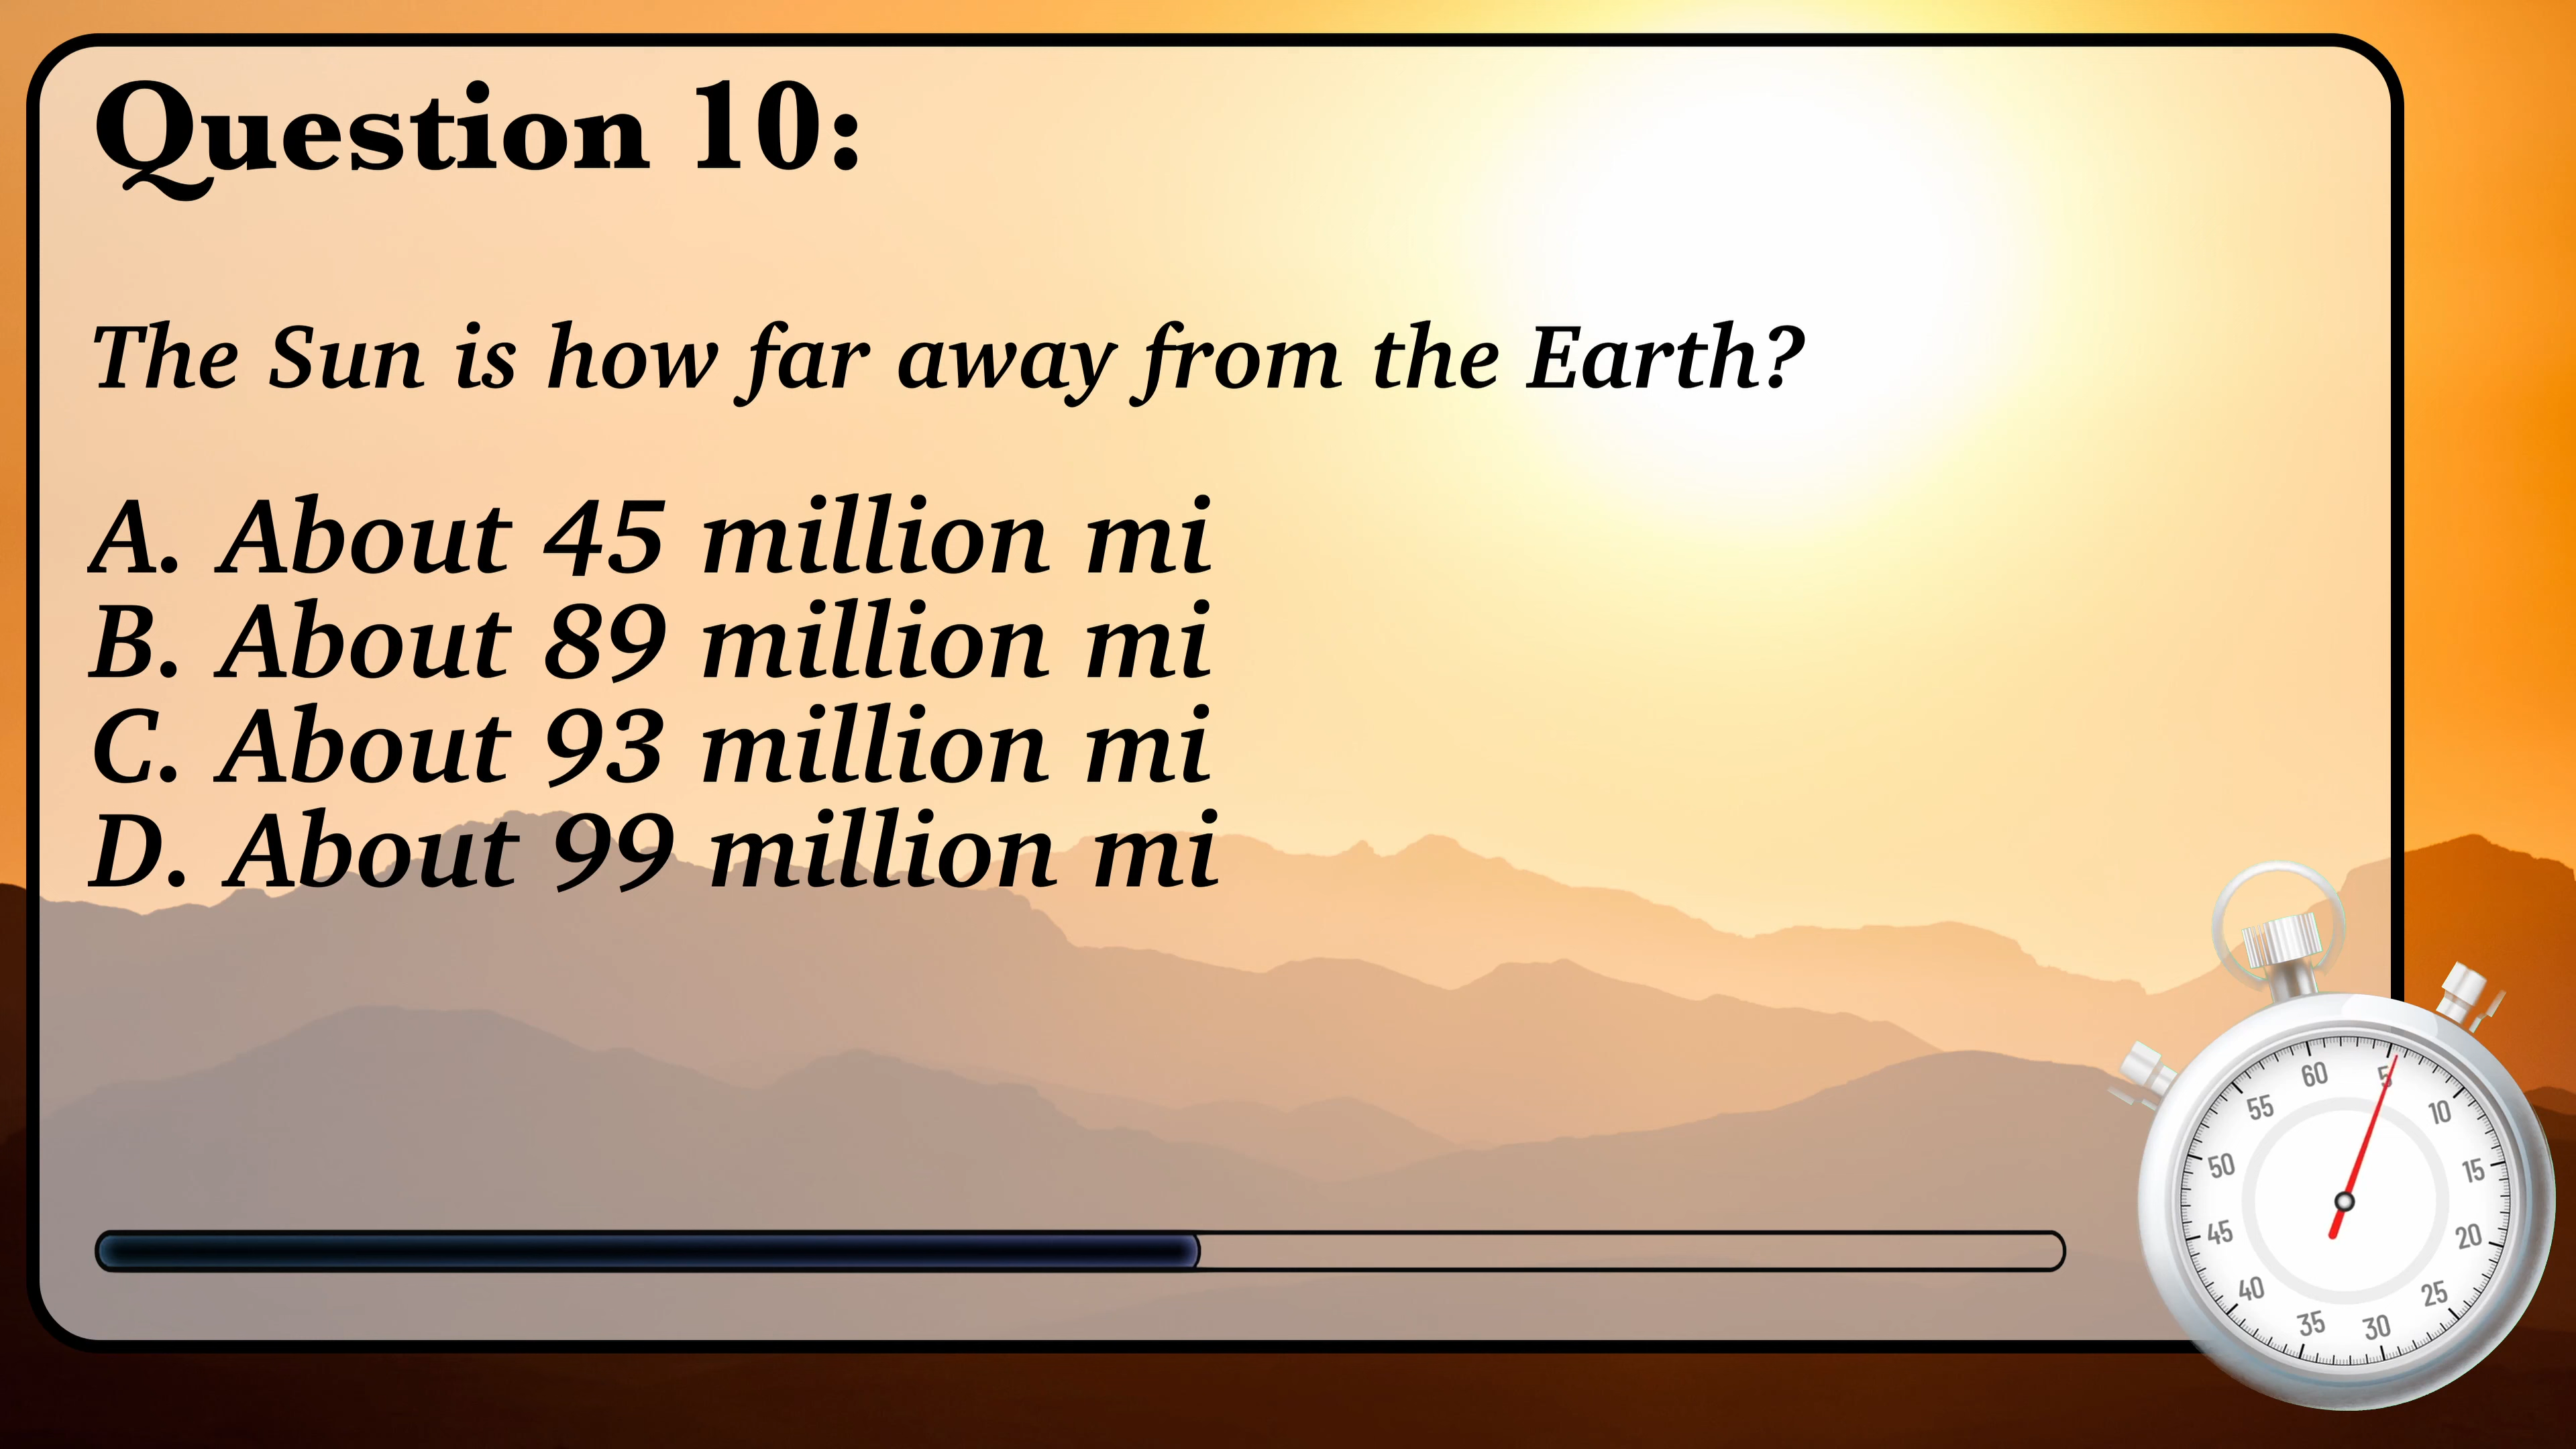 Question 10:
The Sun is how far away from the Earth?
A. About 45 million mi
B. About 89 million mi
C. About 93 million mi
D. About 99 million mi
60
5
55
10
50
15
45
20
40
25
35
30